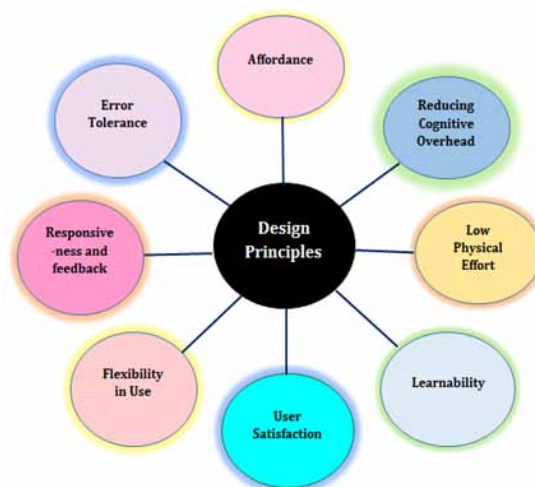 Affordance
Reducing
Cognitive
Overhead
Low
Physical
Effort
Learnability
User
Satisfaction
Flexibility
in Use
Responsive
-ness and
feedback
Error
Tolerance
Design
Principles